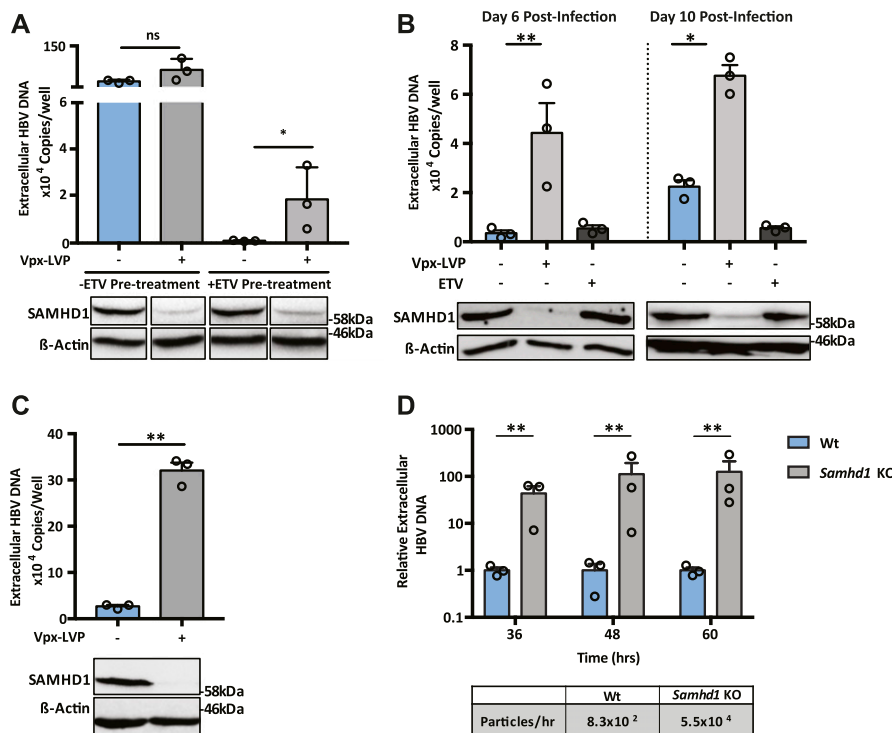 A
ns
150
6
4
2
0
Extracellular HBV DNA
x10 4 Copies/well
*
Vpx-LVP - + - +
-ETV Pre-treatment +ETV Pre-treatment
SAMHD1
-58kDa
-46kDa
ß-Actin
B
Day 6 Post-Infection Day 10 Post-Infection
** *
8
6
4
2
0
Extracellular HBV DNA
x10 4 Copies/well
Vpx-LVP - + - - + -
ETV - - + - - +
SAMHD1
-58kDa
-46kDa
ß-Actin
C
**
40
30
20
10
0
Extracellular HBV DNA
x10 4 Copies/Well
Vpx-LVP - +
SAMHD1
-58kDa
-46kDa
ß-Actin
D
** ** **
1000
100
10
1
0.1
Relative Extracellular
HBV DNA
36 48 60
Time (hrs)
Wt
Samhd1 KO
Wt Samhd1 KO
Particles/hr 8.3x10 2 5.5x10 4